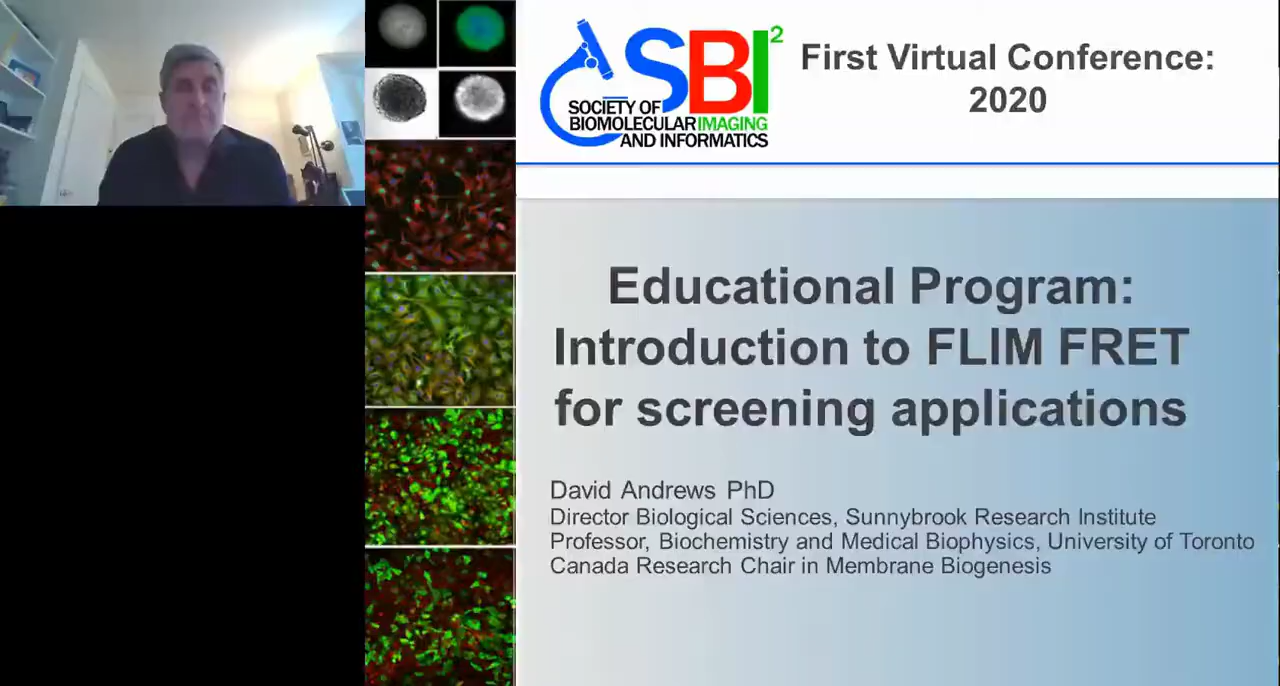 SBI2
SOCIETY OF
BIOMOLECULAR IMAGING
AND INFORMATICS
First Virtual Conference:
2020
Educational Program:
Introduction to FLIM FRET
for screening applications
David Andrews PhD
Director Biological Sciences, Sunnybrook Research Institute
Professor, Biochemistry and Medical Biophysics, University of Toronto
Canada Research Chair in Membrane Biogenesis